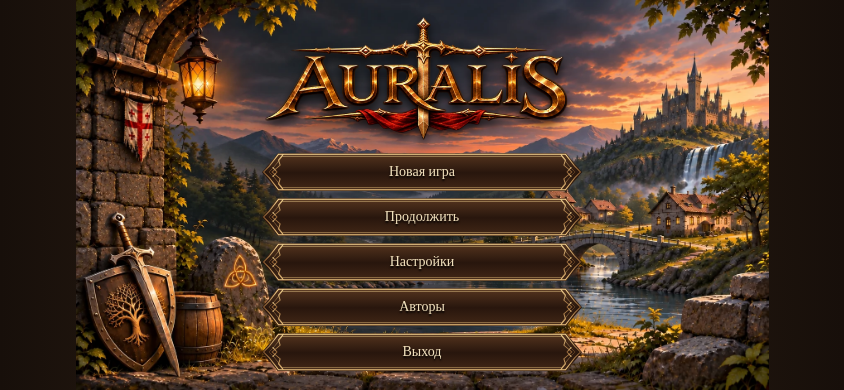 AURALIS
Новая игра
Продолжить
Настройки
Авторы
Выход